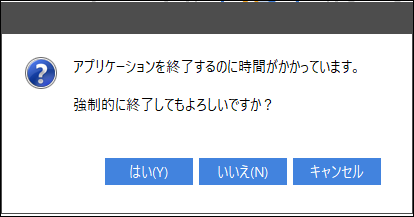 アプリケーションを終了するのに時間がかかっています。
強制的に終了してもよろしいですか？
はい(Y)
いいえ(N)
キャンセル